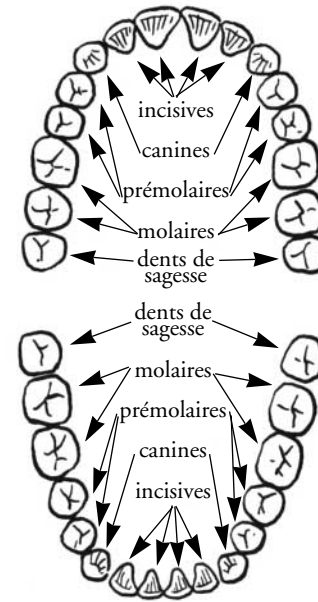 incisives
canines
prémolaires
molaires
dents de
sagesse
dents de
sagesse
molaires
prémolaires
canines
incisives